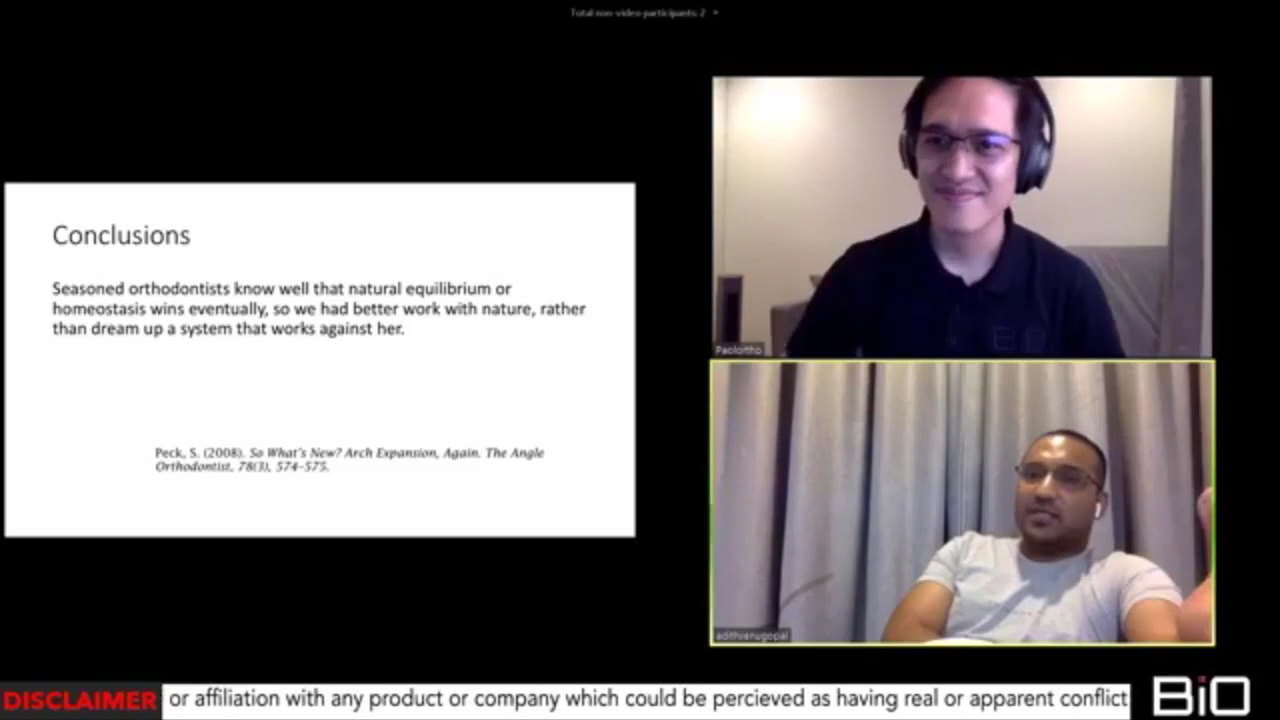 Total non-video participants: 2
Conclusions
Seasoned orthodontists know well that natural equilibrium or
homeostasis wins eventually, so we had better work with nature, rather
than dream up a system that works against her.
Peck, S. (2008). So What's New? Arch Expansion, Again. The Angle
Orthodontist, 78(3), 574–575.
Paoloitho
adithvenugopal
DISCLAIMER or affiliation with any product or company which could be percieved as having real or apparent conflict
BiO